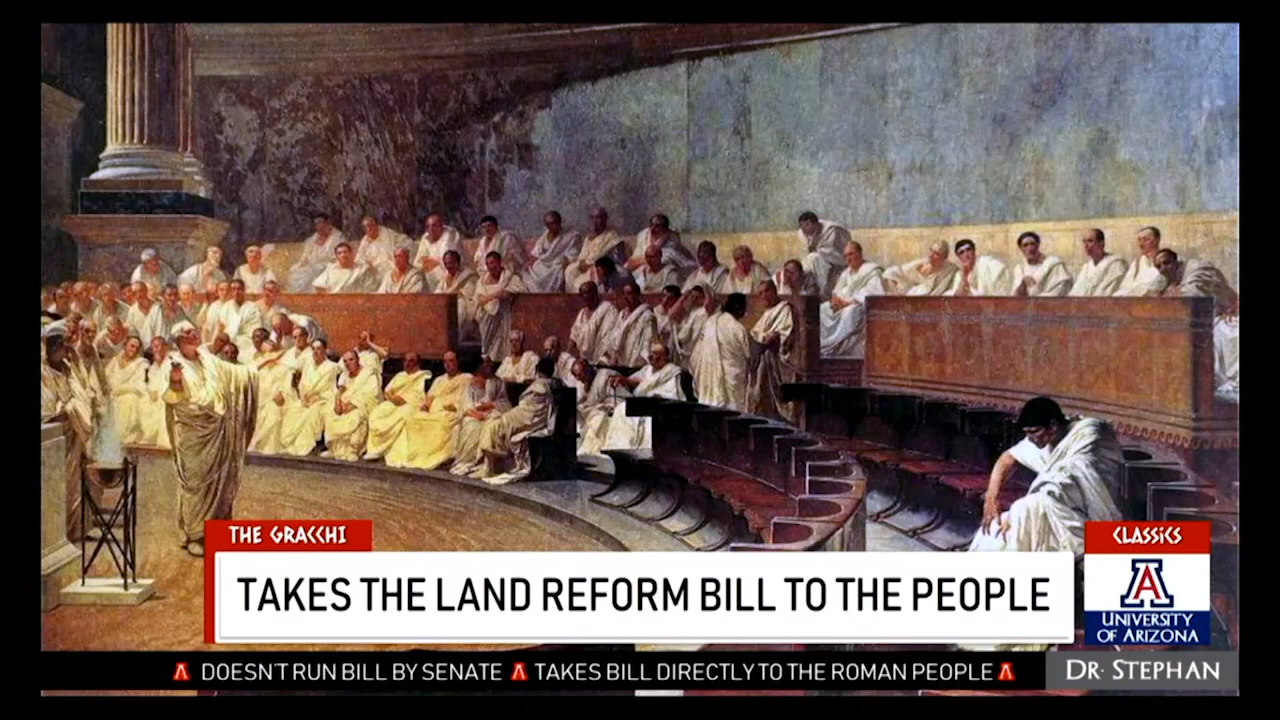 THE GRACCHI
CLASSICS
TAKES THE LAND REFORM BILL TO THE PEOPLE
A
UNIVERSITY
OF ARIZONA
DOESN'T RUN BILL BY SENATE A TAKES BILL DIRECTLY TO THE ROMAN PEOPLE
DR. STEPHAN